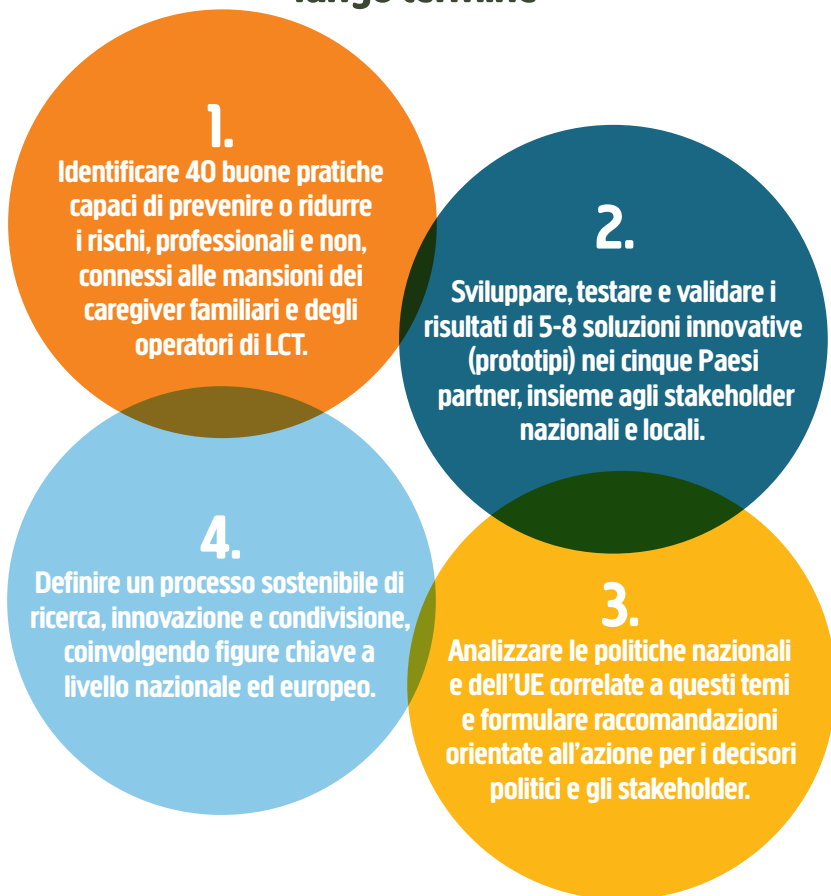 lungo termine
1.
Identificare 40 buone pratiche
capaci di prevenire o ridurre
i rischi, professionali e non,
connessi alle mansioni dei
caregiver familiari e degli
operatori di LCT.
2.
Sviluppare, testare e validare i
risultati di 5-8 soluzioni innovative
(prototipi) nei cinque Paesi
partner, insieme agli stakeholder
nazionali e locali.
3.
Analizzare le politiche nazionali
e dell'UE correlate a questi temi
e formulare raccomandazioni
orientate all'azione per i decisori
politici e gli stakeholder.
4.
Definire un processo sostenibile di
ricerca, innovazione e condivisione,
coinvolgendo figure chiave a
livello nazionale ed europeo.